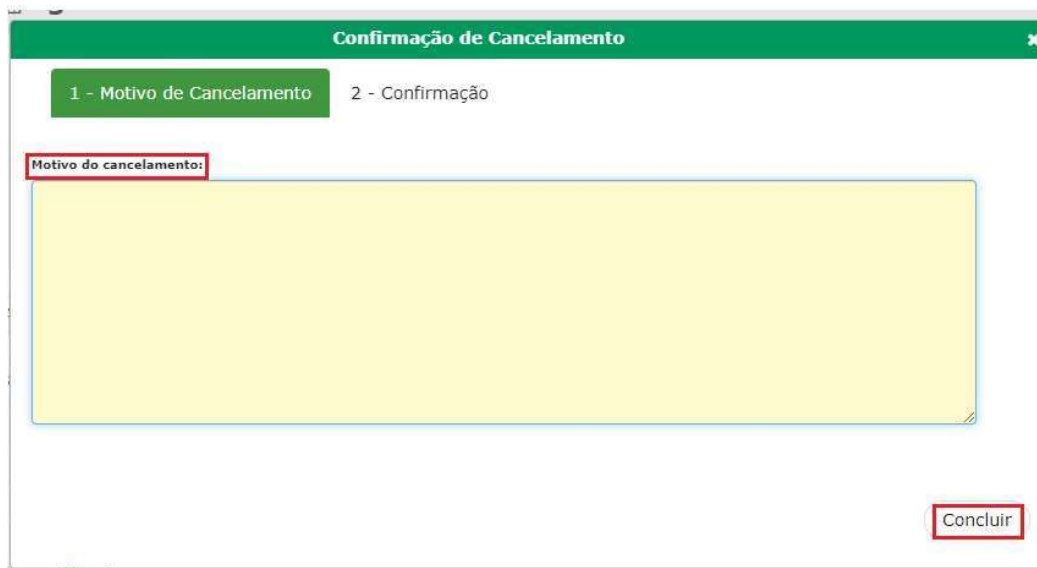 Confirmação de Cancelamento
1 - Motivo de Cancelamento 2 - Confirmação
Motivo do cancelamento:
Concluir